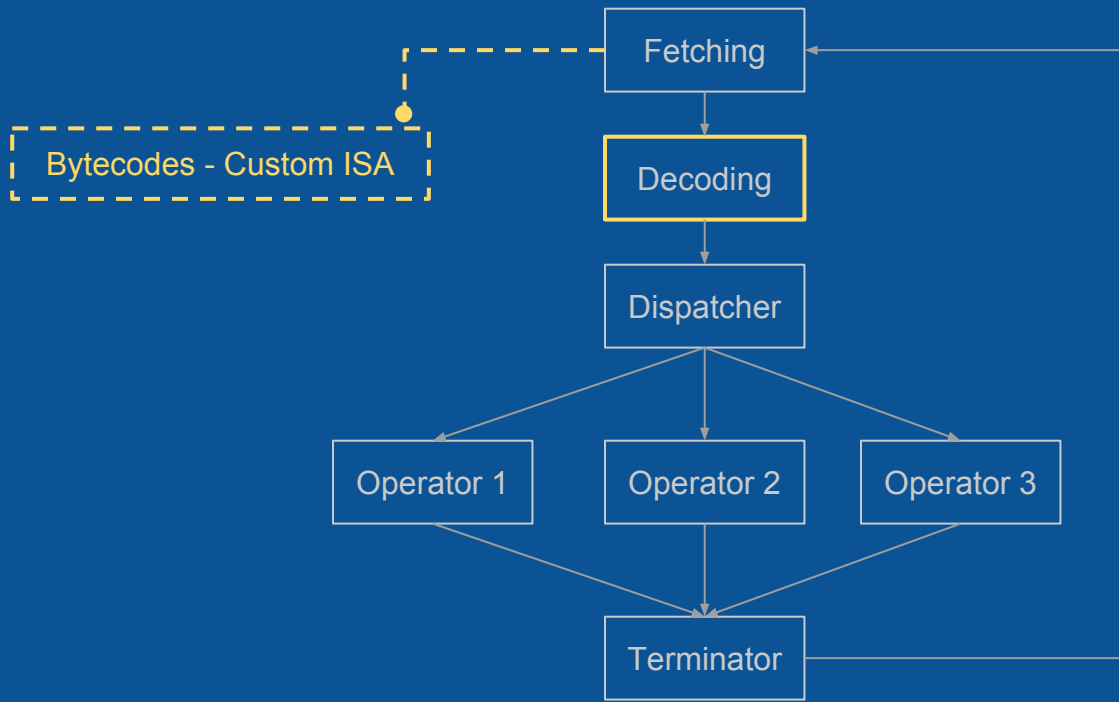 Fetching
Bytecodes - Custom ISA
Decoding
Dispatcher
Operator 1
Operator 2
Operator 3
Terminator